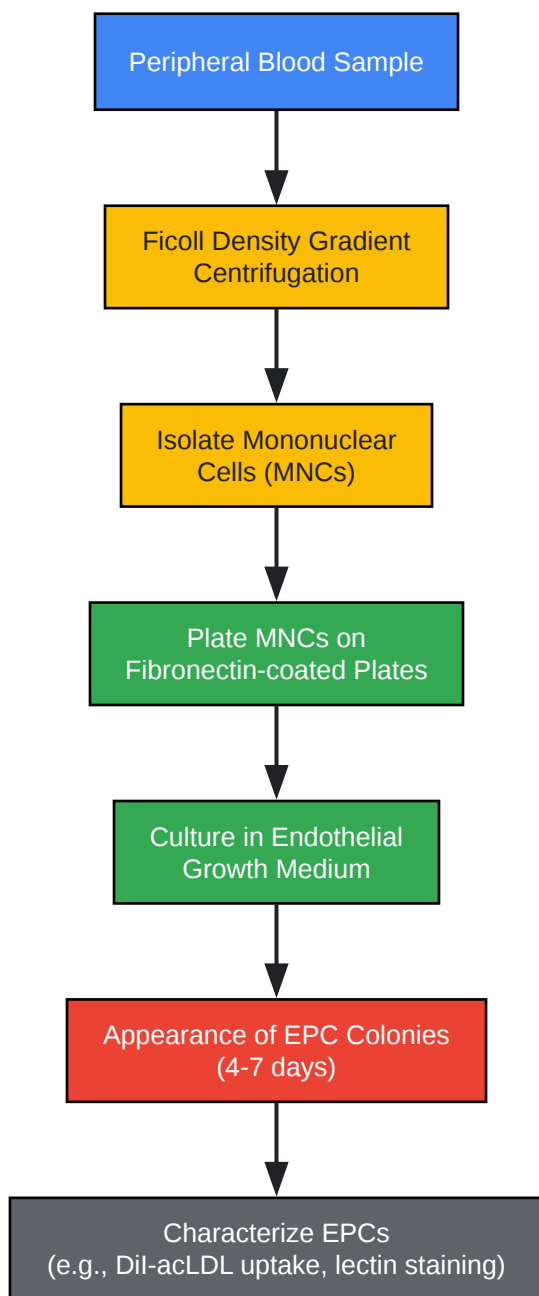 Peripheral Blood Sample
Ficoll Density Gradient
Centrifugation
Isolate Mononuclear
Cells (MNCs)
Plate MNCs on
Fibronectin-coated Plates
Culture in Endothelial
Growth Medium
Appearance of EPC Colonies
(4-7 days)
Characterize EPCs
(e.g., DiI-acLDL uptake, lectin staining)